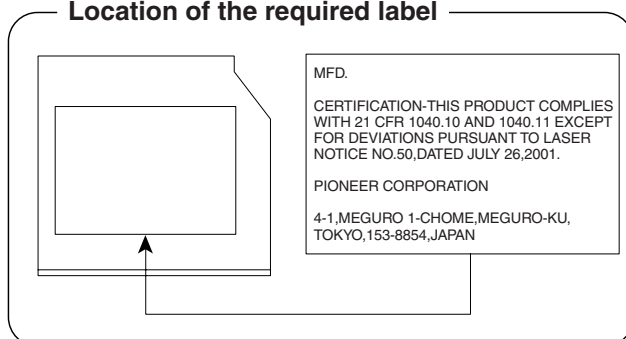 Location of the required label
MFD.
CERTIFICATION-THIS PRODUCT COMPLIES
WITH 21 CFR 1040.10 AND 1040.11 EXCEPT
FOR DEVIATIONS PURSUANT TO LASER
NOTICE NO.50,DATED JULY 26,2001.
PIONEER CORPORATION
4-1,MEGURO 1-CHOME,MEGURO-KU,
TOKYO,153-8854,JAPAN